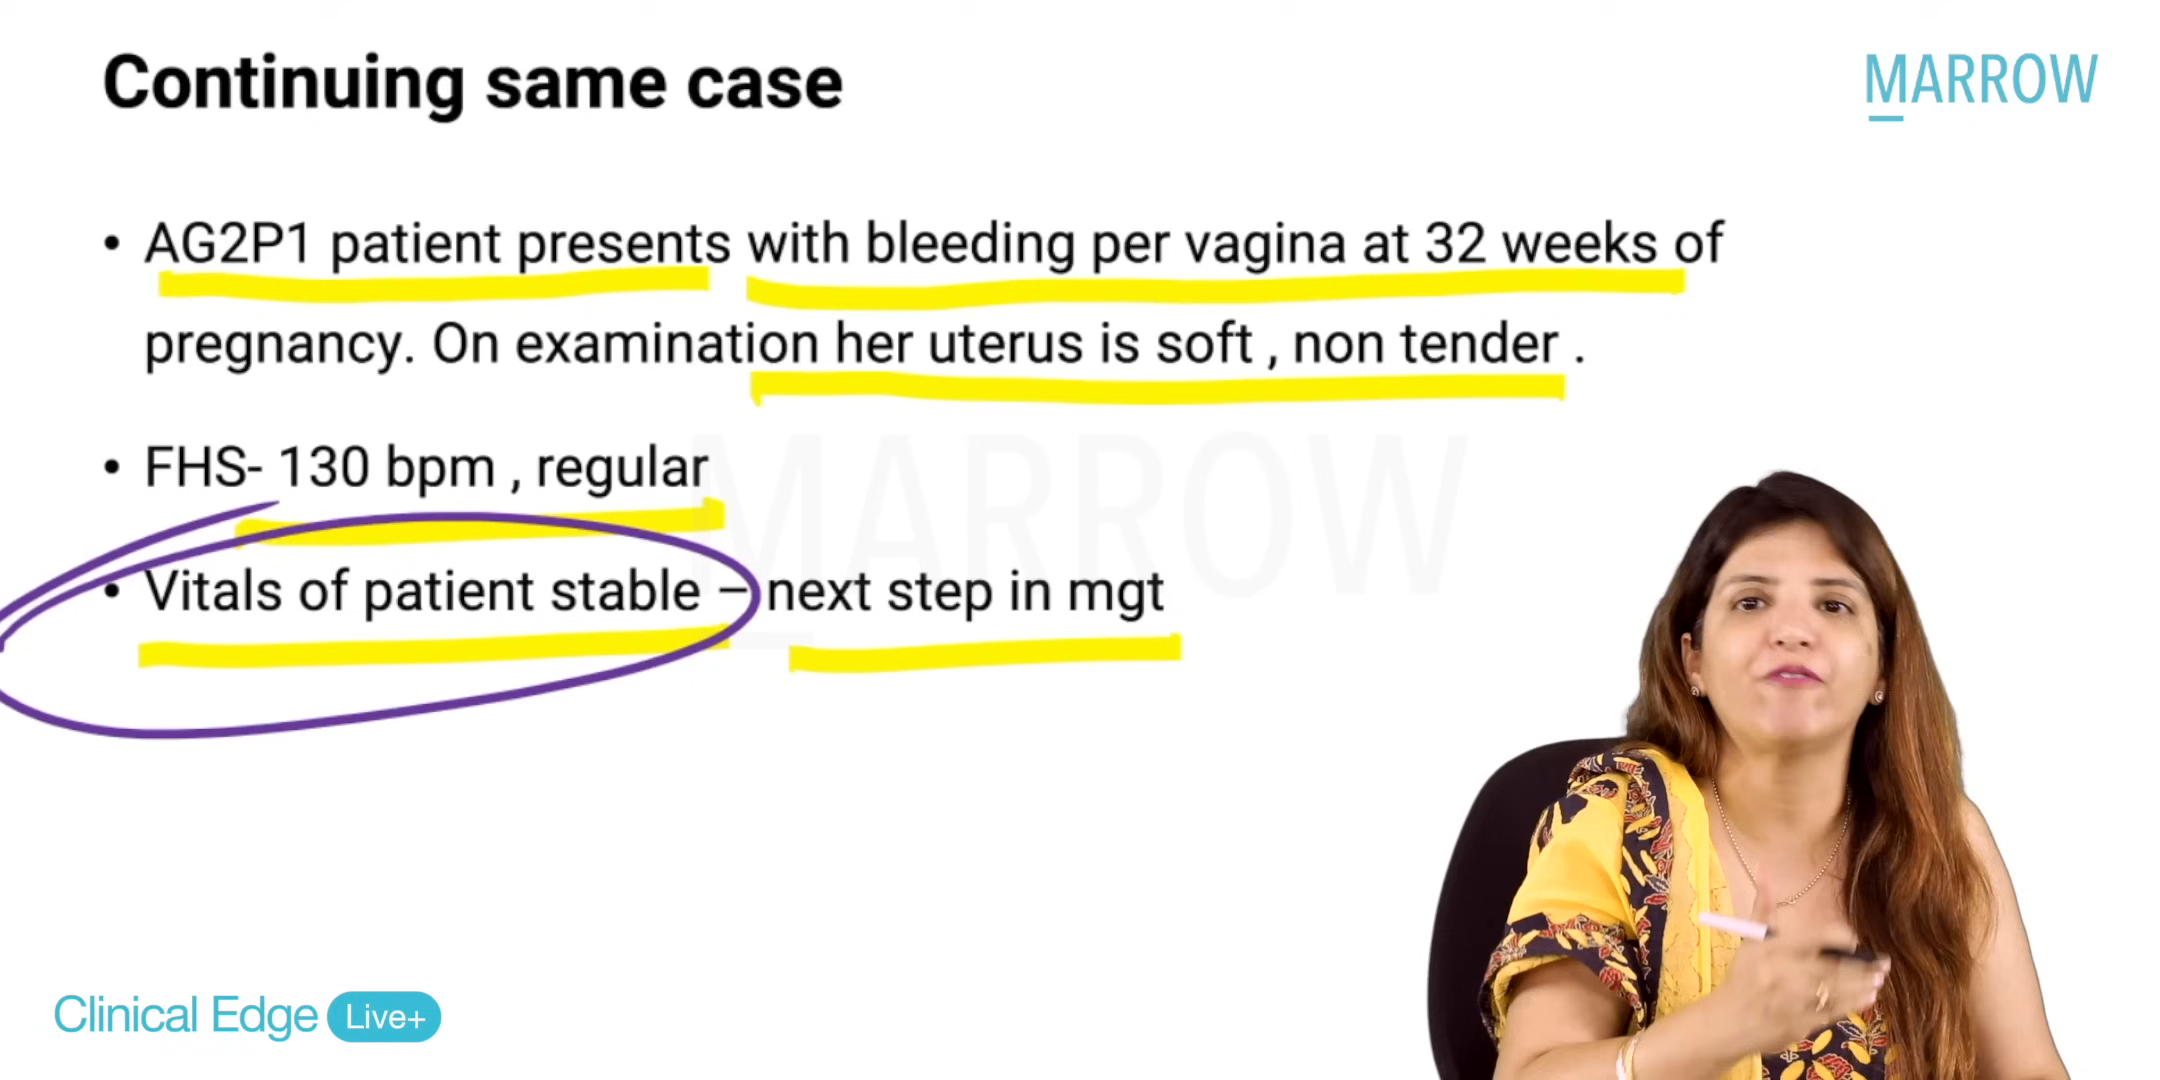 Continuing same case
MARROW
• AG2P1 patient presents with bleeding per vagina at 32 weeks of
pregnancy. On examination her uterus is soft , non tender .
• FHS- 130 bpm , regular
MARROW
• Vitals of patient stable – next step in mgt
Clinical Edge Live+